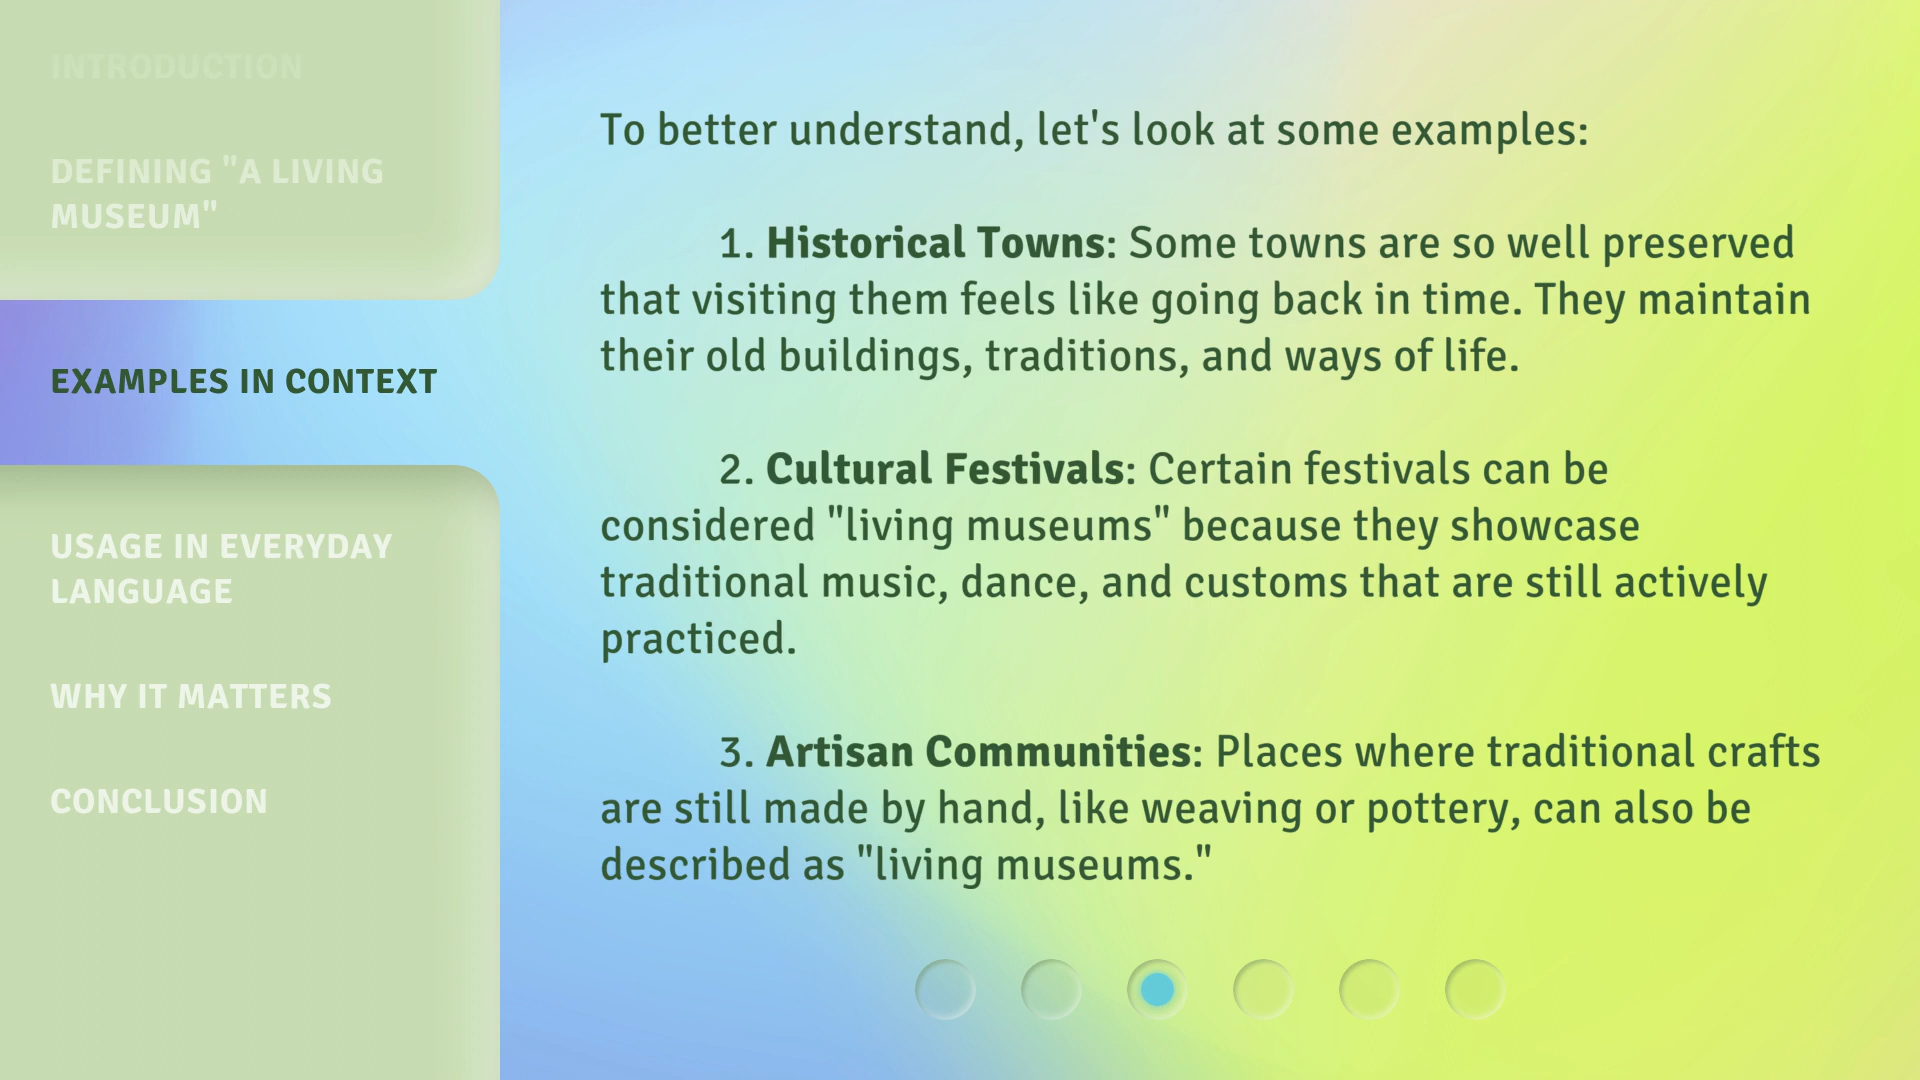 INTRODUCTION
DEFINING "A LIVING
MUSEUM"
EXAMPLES IN CONTEXT
USAGE IN EVERYDAY
LANGUAGE
WHY IT MATTERS
CONCLUSION
To better understand, let's look at some examples:
1. Historical Towns: Some towns are so well preserved
that visiting them feels like going back in time. They maintain
their old buildings, traditions, and ways of life.
2. Cultural Festivals: Certain festivals can be
considered "living museums" because they showcase
traditional music, dance, and customs that are still actively
practiced.
3. Artisan Communities: Places where traditional crafts
are still made by hand, like weaving or pottery, can also be
described as "living museums."